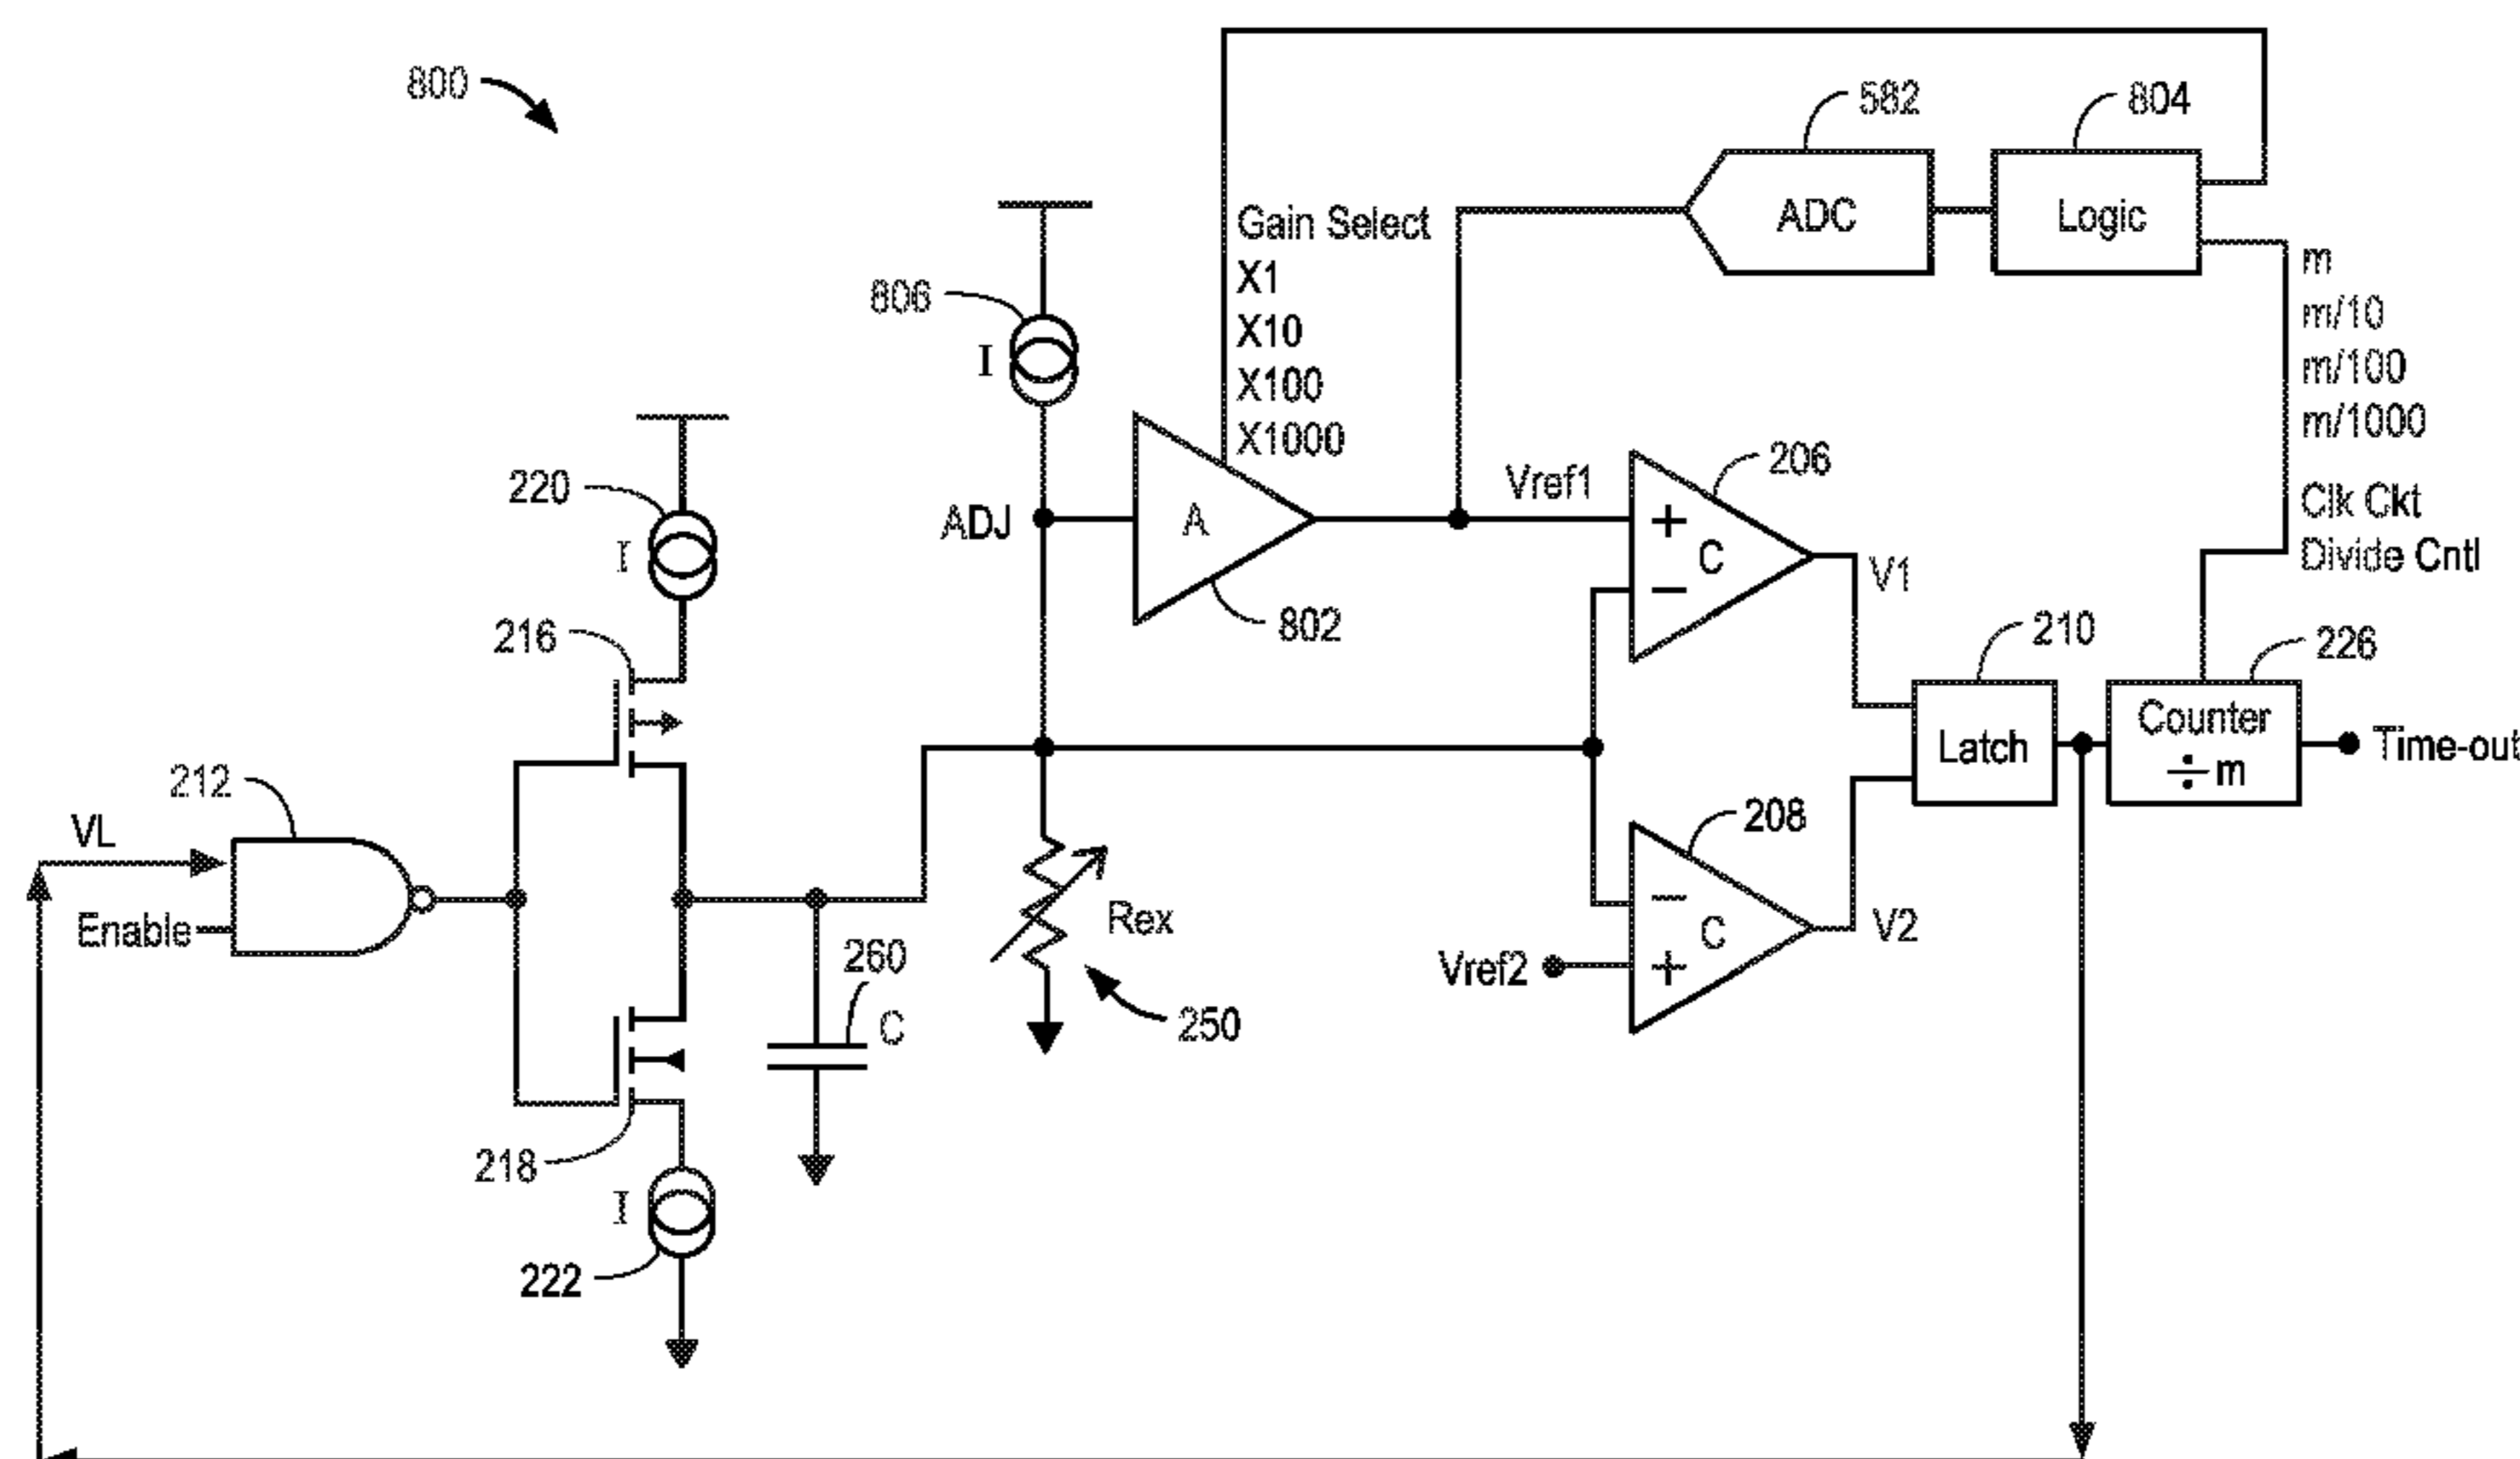 800
582
804
Gain Select
X1
X10
X100
X1000
ADC
Logic
m
m/10
m/100
m/1000
Clk Ckt
Divide Cntl
806
I
220
I
ADJ
A
802
Vref1
206
+
C
−
V1
216
210
226
Latch
Counter
÷ m
Time-out
212
VL
Enable
208
−
C
+
V2
Vref2
Rex
250
260
C
218
I
222